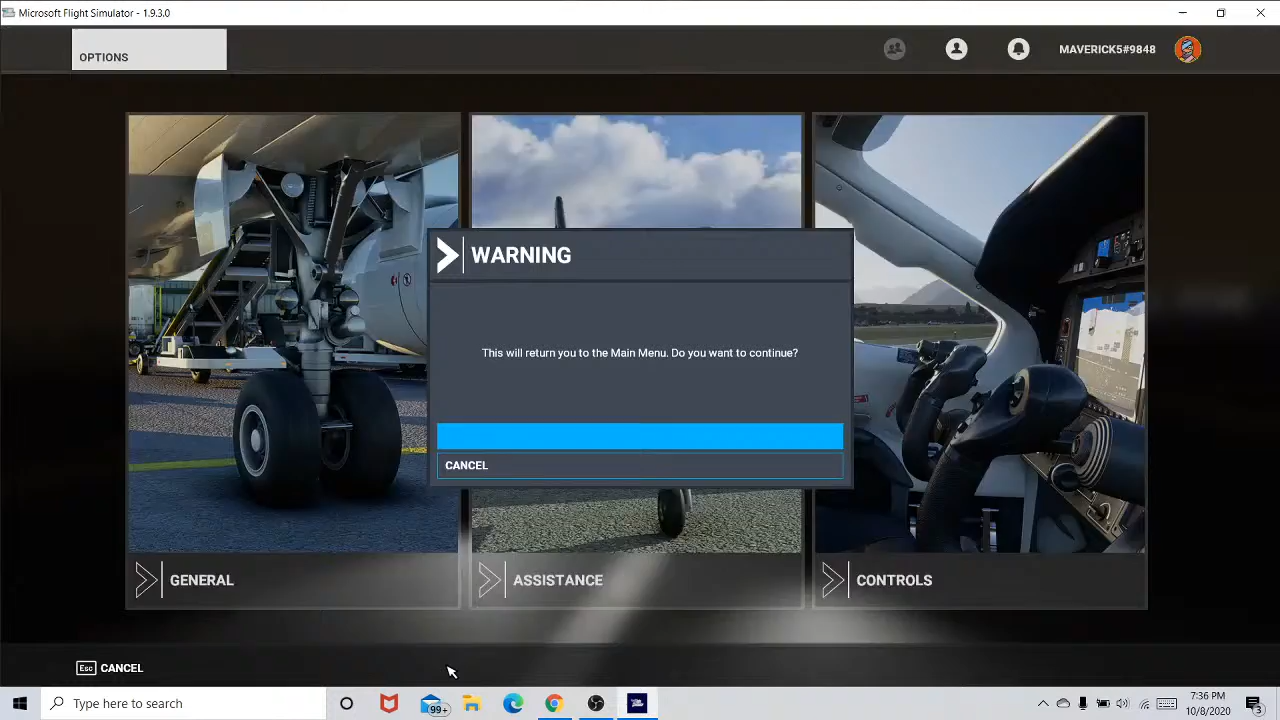 Microsoft Flight Simulator - 1.9.3.0
OPTIONS
MAVERICK5#9848
WARNING
This will return you to the Main Menu. Do you want to continue?
CANCEL
GENERAL
ASSISTANCE
CONTROLS
Esc CANCEL
Type here to search
99+
7:36 PM
10/8/2020
3